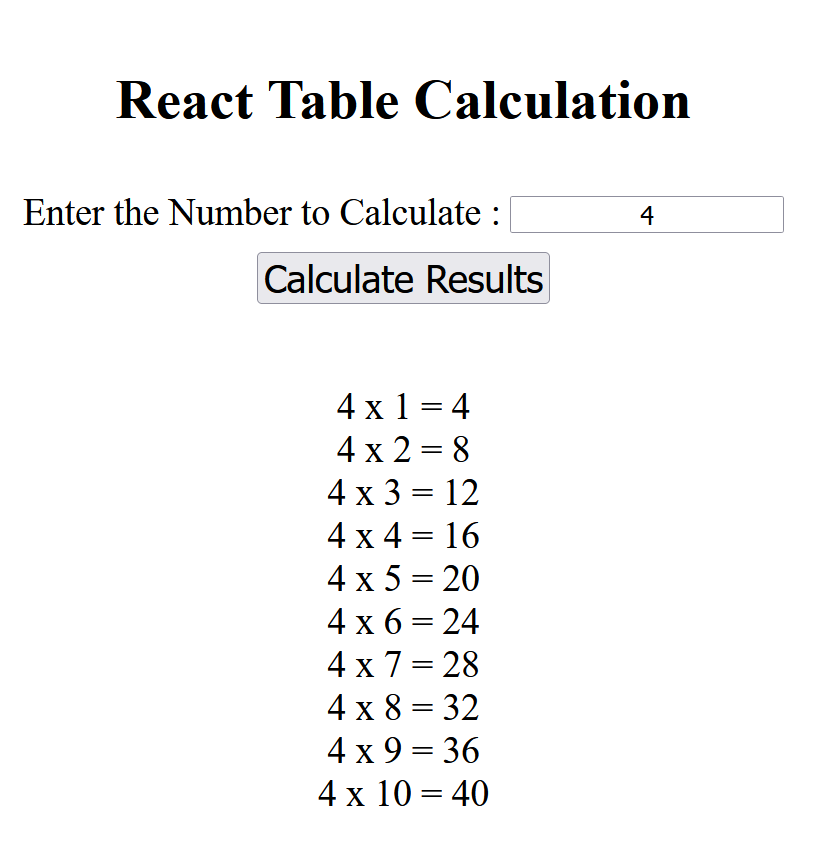 React Table Calculation
Enter the Number to Calculate : 4
Calculate Results
4 x 1 = 4
4 x 2 = 8
4 x 3 = 12
4 x 4 = 16
4 x 5 = 20
4 x 6 = 24
4 x 7 = 28
4 x 8 = 32
4 x 9 = 36
4 x 10 = 40